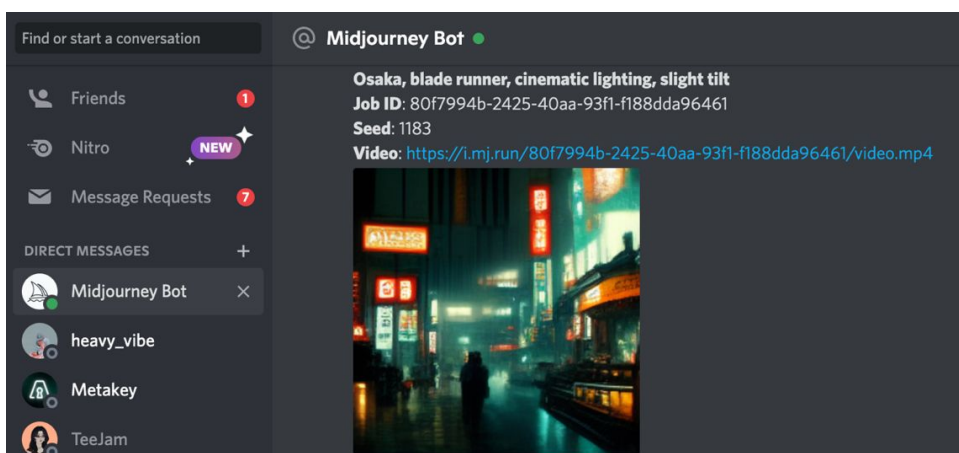 Find or start a conversation
Friends
1
Nitro
NEW
Message Requests
7
DIRECT MESSAGES
+
Midjourney Bot
heavy_vibe
Metakey
TeeJam
@ Midjourney Bot
Osaka, blade runner, cinematic lighting, slight tilt
Job ID: 80f7994b-2425-40aa-93f1-f188dda96461
Seed: 1183
Video: https://i.mj.run/80f7994b-2425-40aa-93f1-f188dda96461/video.mp4